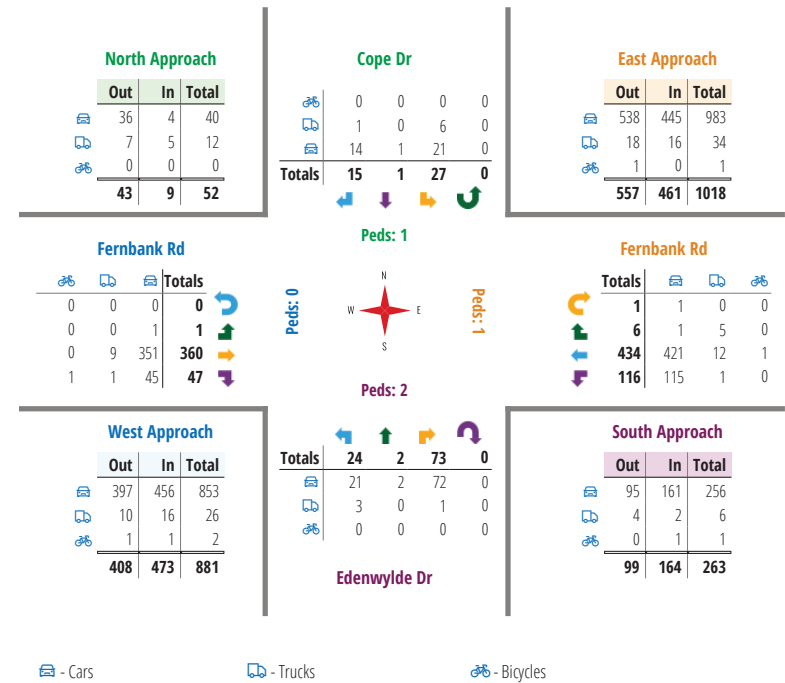 North Approach
Out In Total
36 4 40
7 5 12
0 0 0
43 9 52
Cope Dr
0 0 0 0
1 0 6 0
14 1 21 0
Totals 15 1 27 0
Peds: 1
East Approach
Out In Total
538 445 983
18 16 34
1 0 1
557 461 1018
Fernbank Rd
Totals
0 0 0 0
0 0 1 1
0 9 351 360
1 1 45 47
Peds: 0
N
W E
S
Peds: 1
Fernbank Rd
Totals
1 1 0 0
6 1 5 0
434 421 12 1
116 115 1 0
Peds: 2
West Approach
Out In Total
397 456 853
10 16 26
1 1 2
408 473 881
Totals 24 2 73 0
21 2 72 0
3 0 1 0
0 0 0 0
Edenwylde Dr
South Approach
Out In Total
95 161 256
4 2 6
0 1 1
99 164 263
- Cars
- Trucks
- Bicycles